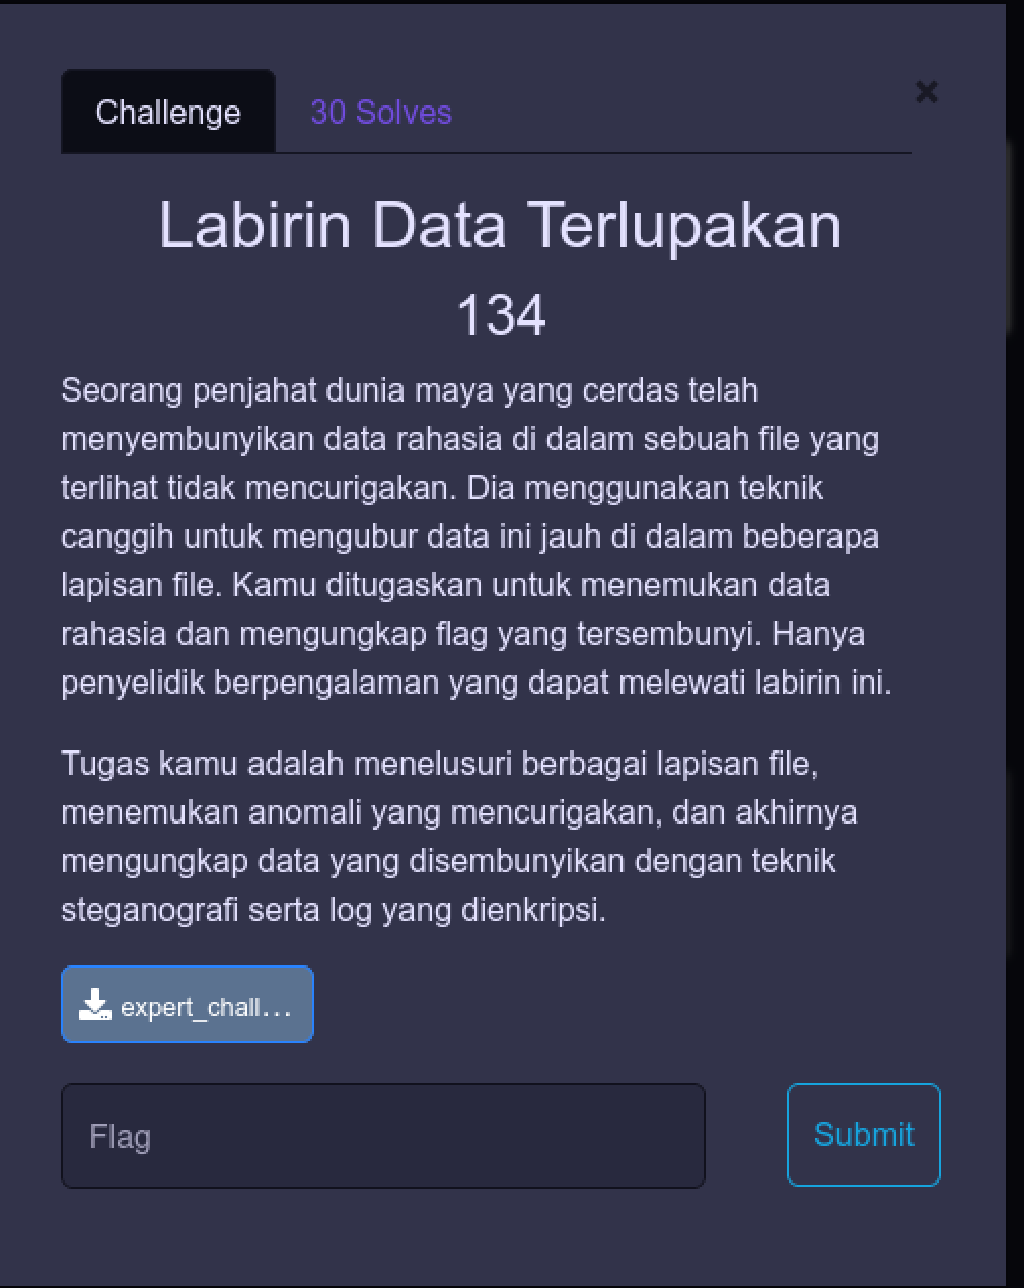 Challenge
30 Solves
×
Labirin Data Terlupakan
134
Seorang penjahat dunia maya yang cerdas telah
menyembunyikan data rahasia di dalam sebuah file yang
terlihat tidak mencurigakan. Dia menggunakan teknik
canggih untuk mengubur data ini jauh di dalam beberapa
lapisan file. Kamu ditugaskan untuk menemukan data
rahasia dan mengungkap flag yang tersembunyi. Hanya
penyelidik berpengalaman yang dapat melewati labirin ini.
Tugas kamu adalah menelusuri berbagai lapisan file,
menemukan anomali yang mencurigakan, dan akhirnya
mengungkap data yang disembunyikan dengan teknik
steganografi serta log yang dienkripsi.
expert_chall...
Flag
Submit